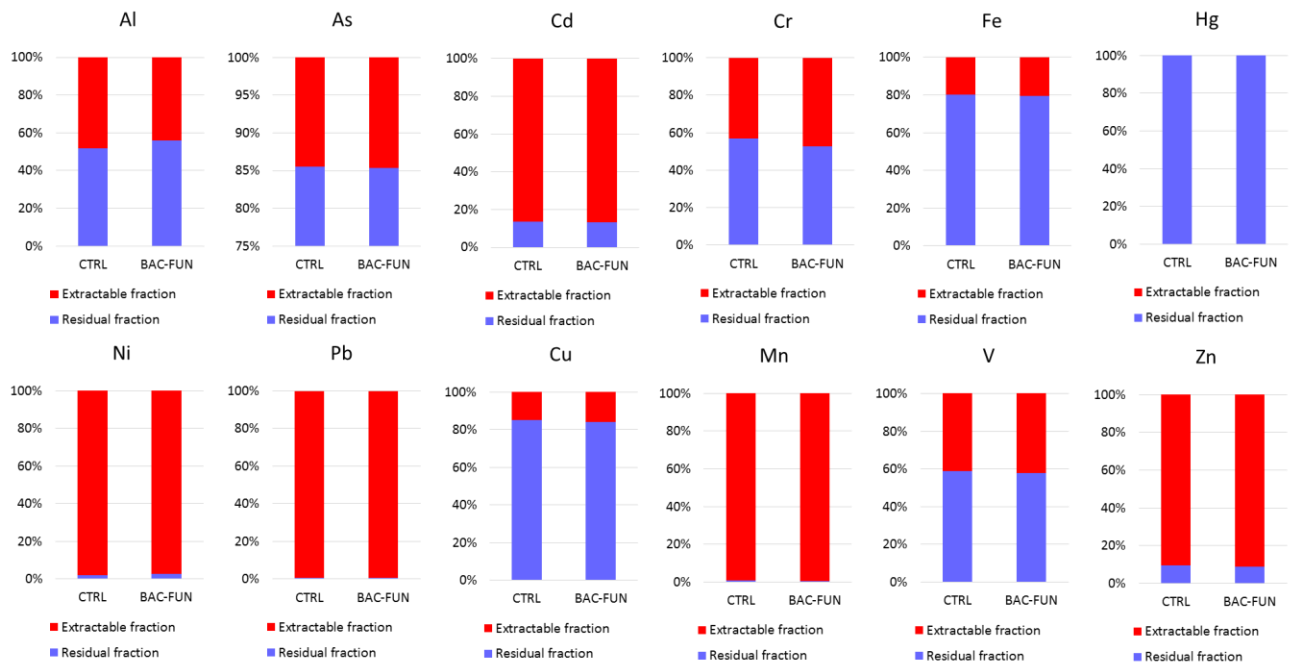 Al
100%
80%
60%
40%
20%
0%
CTRL BAC-FUN
Extractable fraction
Residual fraction
As
100%
95%
90%
85%
80%
75%
CTRL BAC-FUN
Extractable fraction
Residual fraction
Cd
100%
80%
60%
40%
20%
0%
CTRL BAC-FUN
Extractable fraction
Residual fraction
Cr
100%
80%
60%
40%
20%
0%
CTRL BAC-FUN
Extractable fraction
Residual fraction
Fe
100%
80%
60%
40%
20%
0%
CTRL BAC-FUN
Extractable fraction
Residual fraction
Hg
100%
80%
60%
40%
20%
0%
CTRL BAC-FUN
Extractable fraction
Residual fraction
Ni
100%
80%
60%
40%
20%
0%
CTRL BAC-FUN
Extractable fraction
Residual fraction
Pb
100%
80%
60%
40%
20%
0%
CTRL BAC-FUN
Extractable fraction
Residual fraction
Cu
100%
80%
60%
40%
20%
0%
CTRL BAC-FUN
Extractable fraction
Residual fraction
Mn
100%
80%
60%
40%
20%
0%
CTRL BAC-FUN
Extractable fraction
Residual fraction
V
100%
80%
60%
40%
20%
0%
CTRL BAC-FUN
Extractable fraction
Residual fraction
Zn
100%
80%
60%
40%
20%
0%
CTRL BAC-FUN
Extractable fraction
Residual fraction